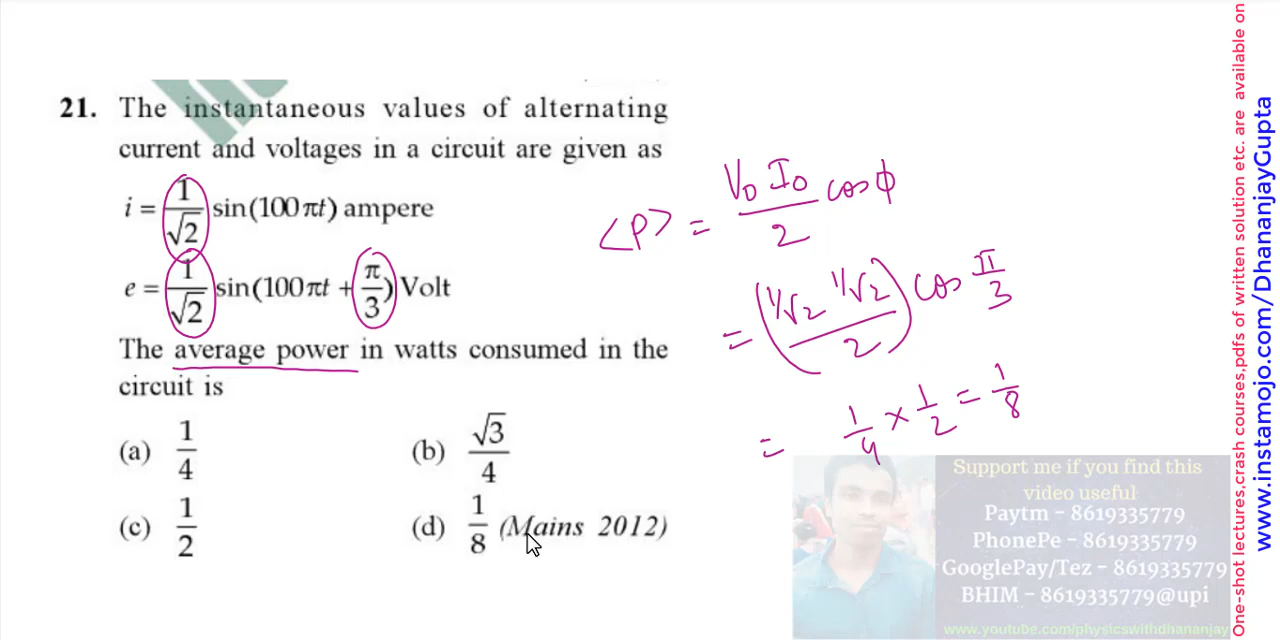 21. The instantaneous values of alternating
current and voltages in a circuit are given as
i = 1/√2 sin(100πt) ampere
e = 1/√2 sin(100πt + π/3) Volt
The average power in watts consumed in the
circuit is
(a) 1/4 (b) √3/4
(c) 1/2 (d) 1/8 (Mains 2012)
<P> = V₀ I₀/2 cos ϕ
= (1/√2 1/√2 / 2) cos π/3
= 1/4 × 1/2 = 1/8
Support me if you find this
video useful
Paytm - 8619335779
PhonePe - 8619335779
GooglePay/Tez - 8619335779
BHIM - 8619335779@upi
www.youtube.com/physicswithdhananjay
One-shot lectures,crash courses,pdfs of written solution etc. are available on
www.instamojo.com/DhananjayGupta